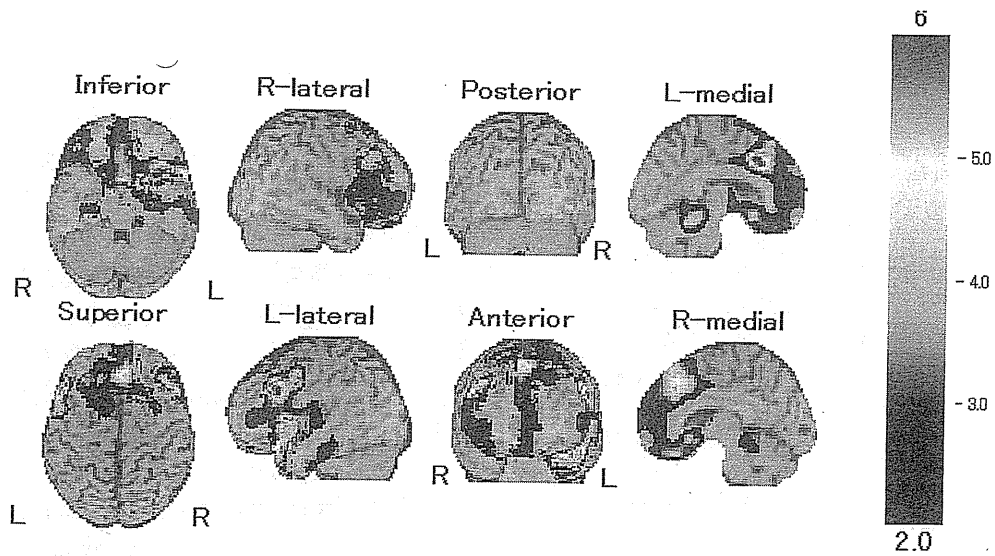 Inferior R-lateral Posterior L-medial
R L L R
Superior L-lateral Anterior R-medial
L R R L
6
- 5.0
- 4.0
- 3.0
2.0